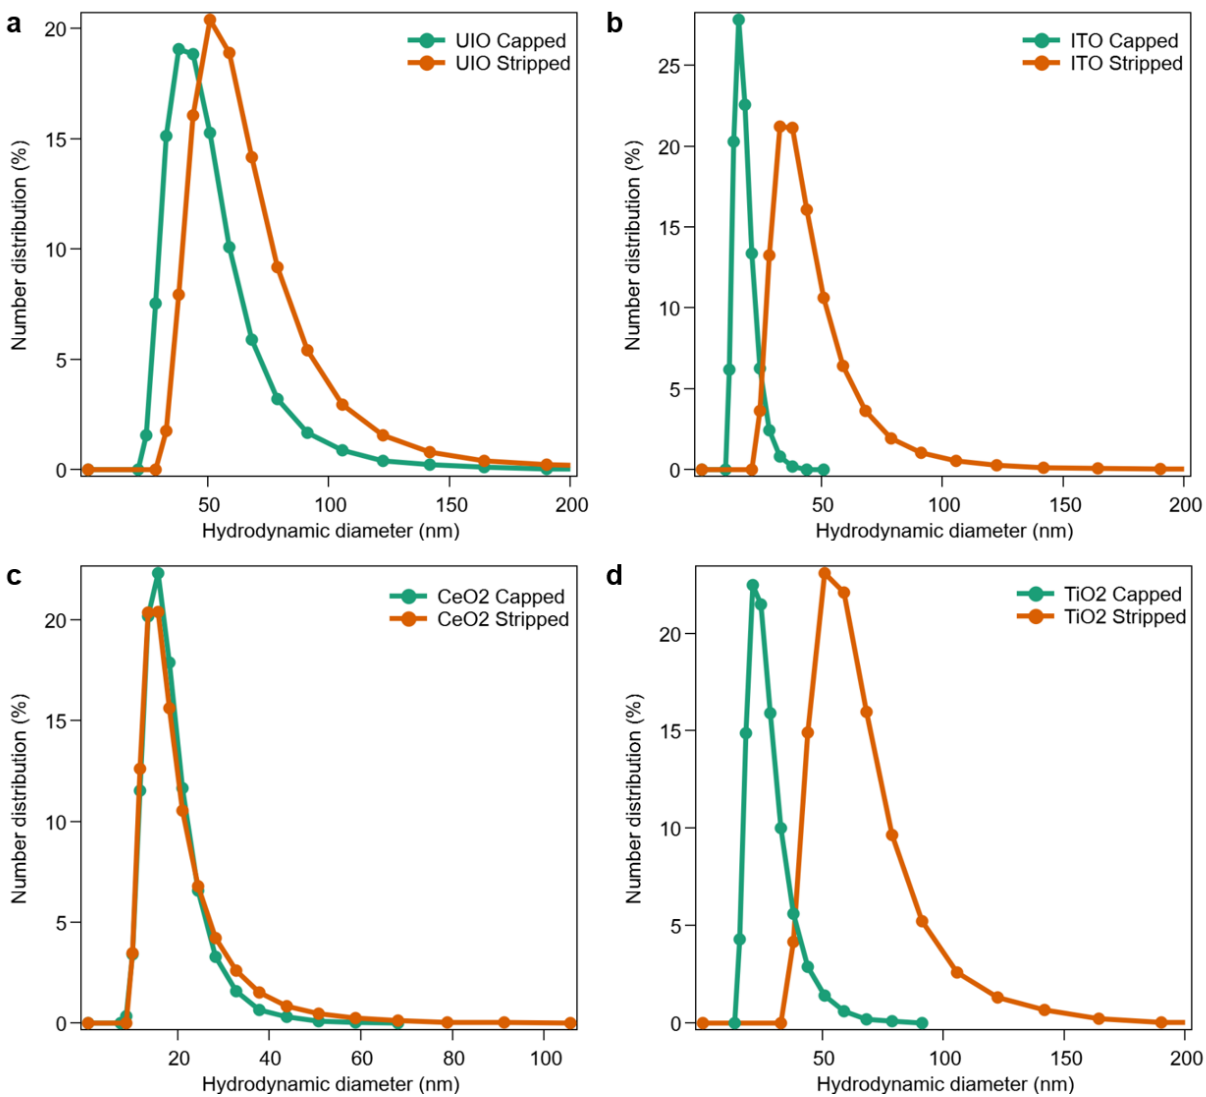 a
UIO Capped
UIO Stripped
Number distribution (%)
20
15
10
5
0
50 100 150 200
Hydrodynamic diameter (nm)
b
ITO Capped
ITO Stripped
Number distribution (%)
25
20
15
10
5
0
50 100 150 200
Hydrodynamic diameter (nm)
c
CeO2 Capped
CeO2 Stripped
Number distribution (%)
20
15
10
5
0
20 40 60 80 100
Hydrodynamic diameter (nm)
d
TiO2 Capped
TiO2 Stripped
Number distribution (%)
20
15
10
5
0
50 100 150 200
Hydrodynamic diameter (nm)